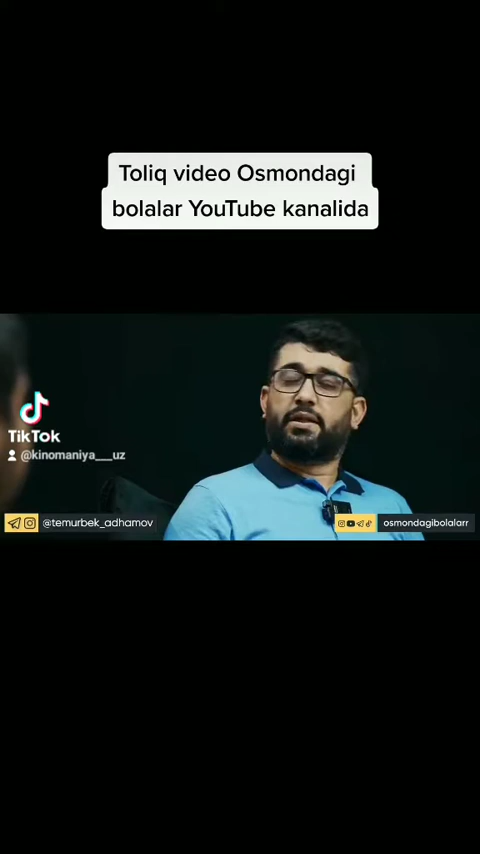 Toliq video Osmondagi
bolalar YouTube kanalida
TikTok
@kinomaniya___uz
@temurbek_adhamov
osmondagibolalarr